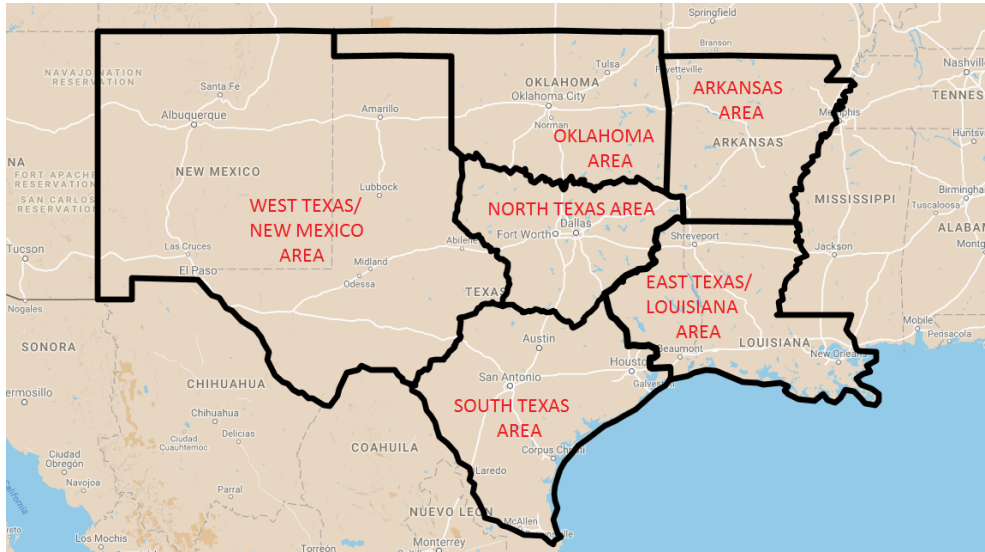 Springfield
Branson
NAVAJO NATION
RESERVATION
Santa Fe
Albuquerque
Amarillo
Tulsa
OKLAHOMA
Oklahoma City
Norman
Fayetteville
ARKANSAS
AREA
Nashville
TENNES
Memphis
ARKANSAS
OKLAHOMA
AREA
Huntsv
NA
FORT APACHE
RESERVATION
SAN CARLOS
RESERVATION
NEW MEXICO
Lubbock
WEST TEXAS/
NEW MEXICO
AREA
NORTH TEXAS AREA
Dallas
Fort Worth
Abilene
MISSISSIPPI
Birmingham
Tuscaloosa
ALABAM
Montg
Tucson
Las Cruces
El Paso
Midland
Odessa
Shreveport
Jackson
Nogales
TEXAS
EAST TEXAS/
LOUISIANA
AREA
Mobile
Pensacola
SONORA
Austin
Beaumont
LOUISIANA
New Orleans
Houston
Galveston
ermosillo
CHIHUAHUA
San Antonio
SOUTH TEXAS
AREA
Chihuahua
Ciudad
Cuauhtemoc
Delicias
COAHUILA
Corpus Christi
Ciudad
Obregón
Navojoa
Laredo
California
Parral
NUEVO LEON
McAllen
Brownsville
Los Mochis
Torreón
Monterrey